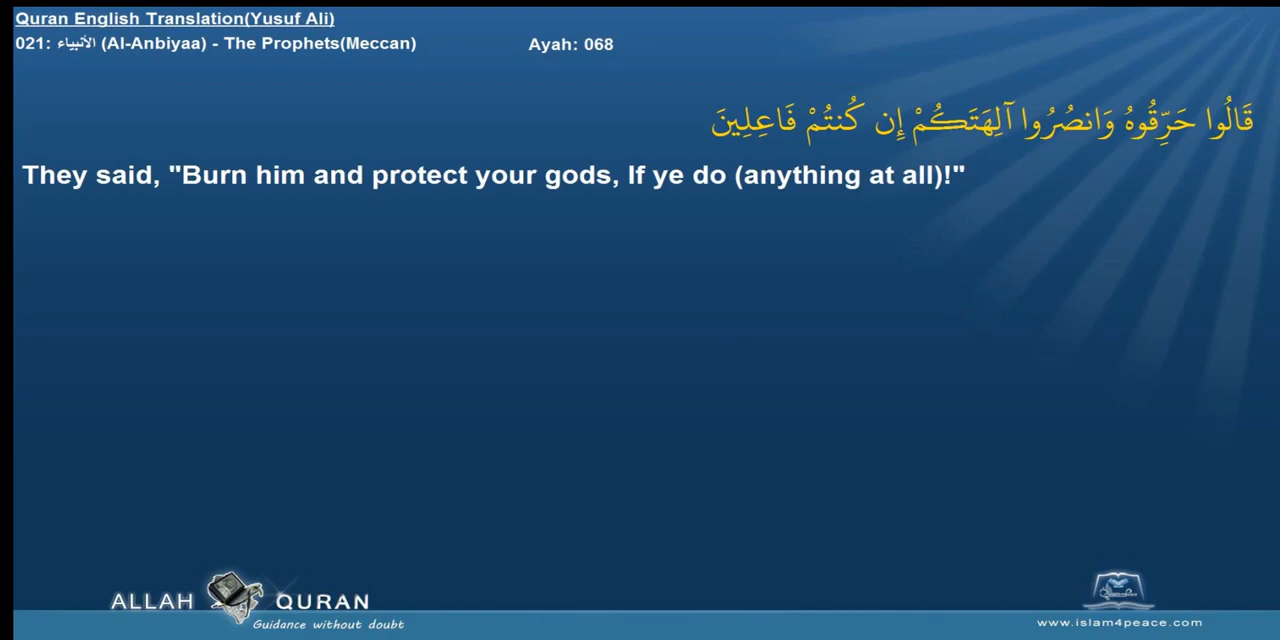 Quran English Translation(Yusuf Ali)
021: الأنبياء (Al-Anbiyaa) - The Prophets(Meccan) Ayah: 068
قَالُوا حَرِّقُوهُ وَانصُرُوا آلِهَتَكُمْ إِن كُنتُمْ فَاعِلِينَ
They said, "Burn him and protect your gods, If ye do (anything at all)!"
ALLAH QURAN
Guidance without doubt
www.islam4peace.com